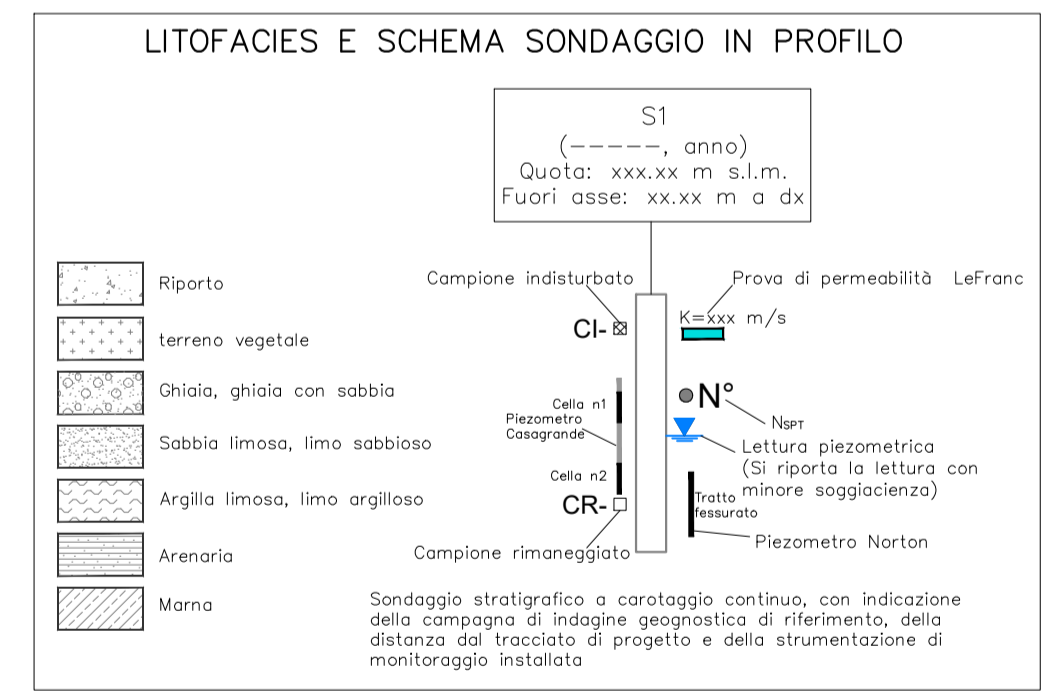 LITOFACIES E SCHEMA SONDAGGIO IN PROFILO
S1
(-----, anno)
Quota: xxx.xx m s.l.m.
Fuori asse: xx.xx m a dx
Riporto
terreno vegetale
Ghiaia, ghiaia con sabbia
Sabbia limosa, limo sabbioso
Argilla limosa, limo argilloso
Arenaria
Marna
Campione indisturbato
Prova di permeabilità LeFranc
K=xxx m/s
CI-
Cella n1
Piezometro
Casagrande
Cella n2
CR-
Campione rimaneggiato
N°
NSPT
Lettura piezometrica
(Si riporta la lettura con
minore soggiacienza)
Tratto
fessurato
Piezometro Norton
Sondaggio stratigrafico a carotaggio continuo, con indicazione
della campagna di indagine geognostica di riferimento, della
distanza dal tracciato di progetto e della strumentazione di
monitoraggio installata